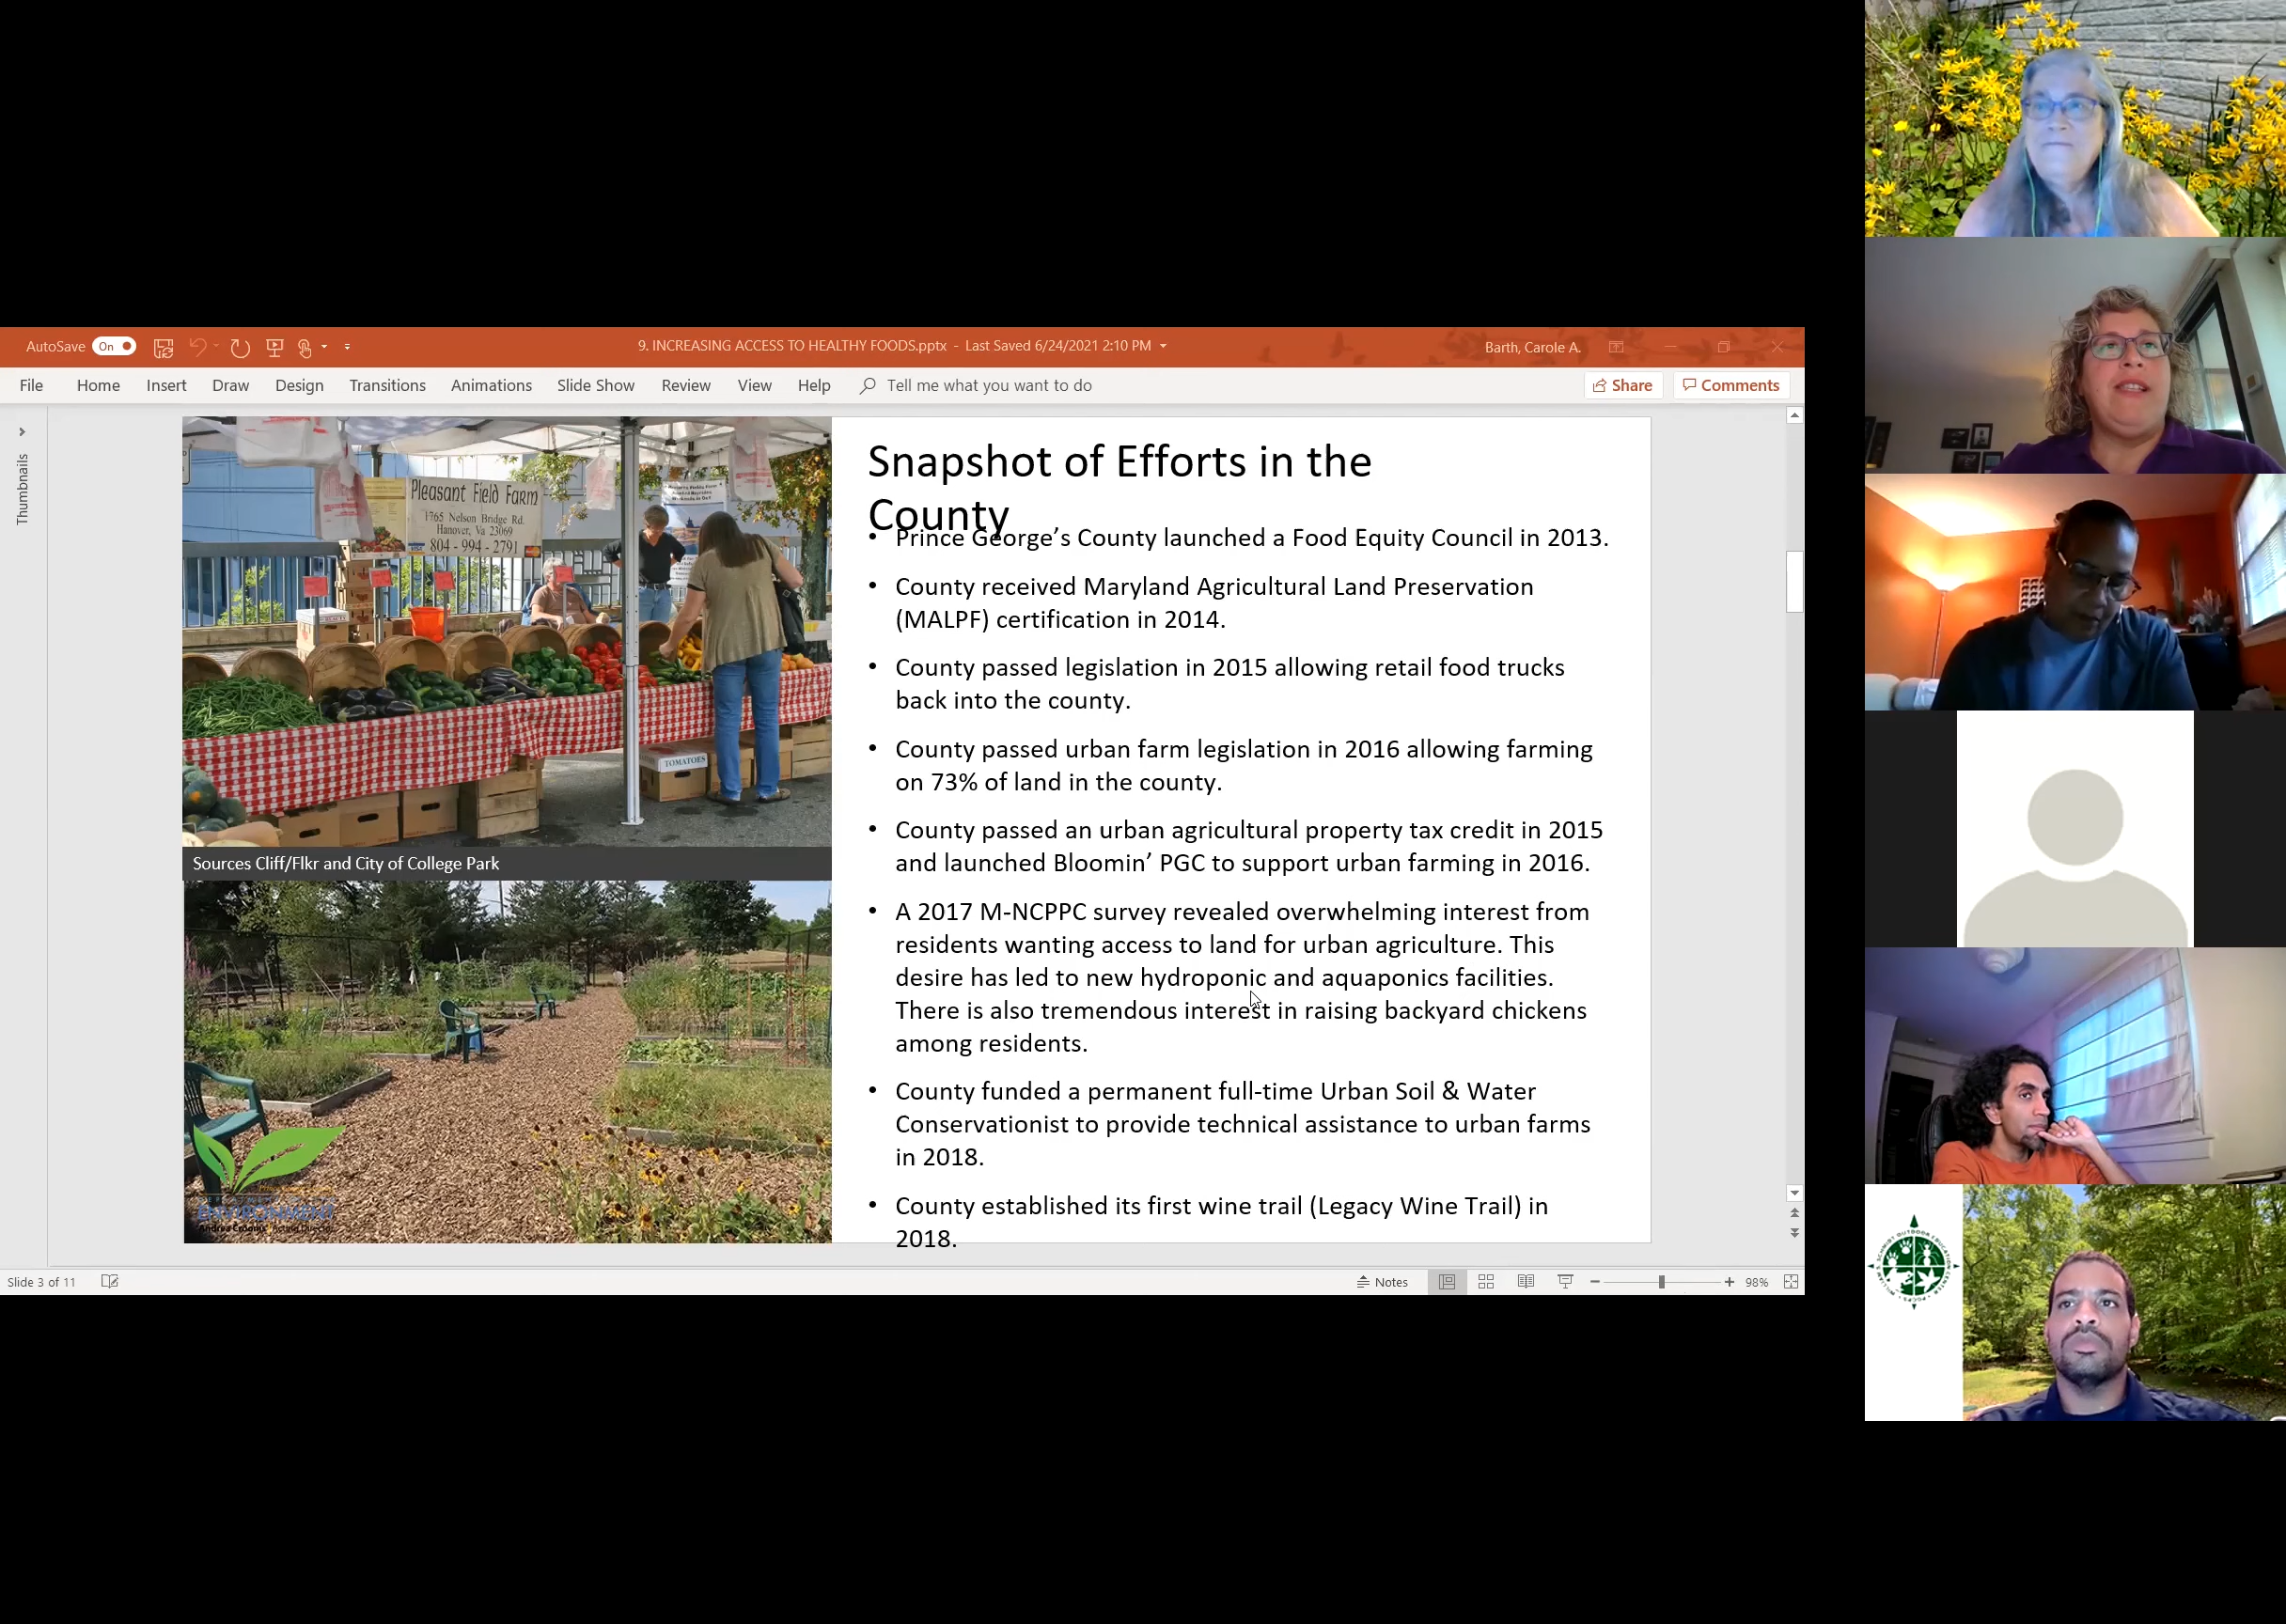 AutoSave On
9. INCREASING ACCESS TO HEALTHY FOODS.pptx - Last Saved 6/24/2021 2:10 PM
Barth, Carole A.
File Home Insert Draw Design Transitions Animations Slide Show Review View Help Tell me what you want to do
Share Comments
Thumbnails
Pleasant Field Farm
1765 Nelson Bridge Rd.
Hanover, Va 23069
804 - 994 - 2791
TOMATOES
Sources Cliff/Flkr and City of College Park
ENVIRONMENT
Andrea Crooms Acting Director
Snapshot of Efforts in the
County
• Prince George’s County launched a Food Equity Council in 2013.
• County received Maryland Agricultural Land Preservation
(MALPF) certification in 2014.
• County passed legislation in 2015 allowing retail food trucks
back into the county.
• County passed urban farm legislation in 2016 allowing farming
on 73% of land in the county.
• County passed an urban agricultural property tax credit in 2015
and launched Bloomin’ PGC to support urban farming in 2016.
• A 2017 M-NCPPC survey revealed overwhelming interest from
residents wanting access to land for urban agriculture. This
desire has led to new hydroponic and aquaponics facilities.
There is also tremendous interest in raising backyard chickens
among residents.
• County funded a permanent full-time Urban Soil & Water
Conservationist to provide technical assistance to urban farms
in 2018.
• County established its first wine trail (Legacy Wine Trail) in
2018.
Slide 3 of 11
Notes
98%